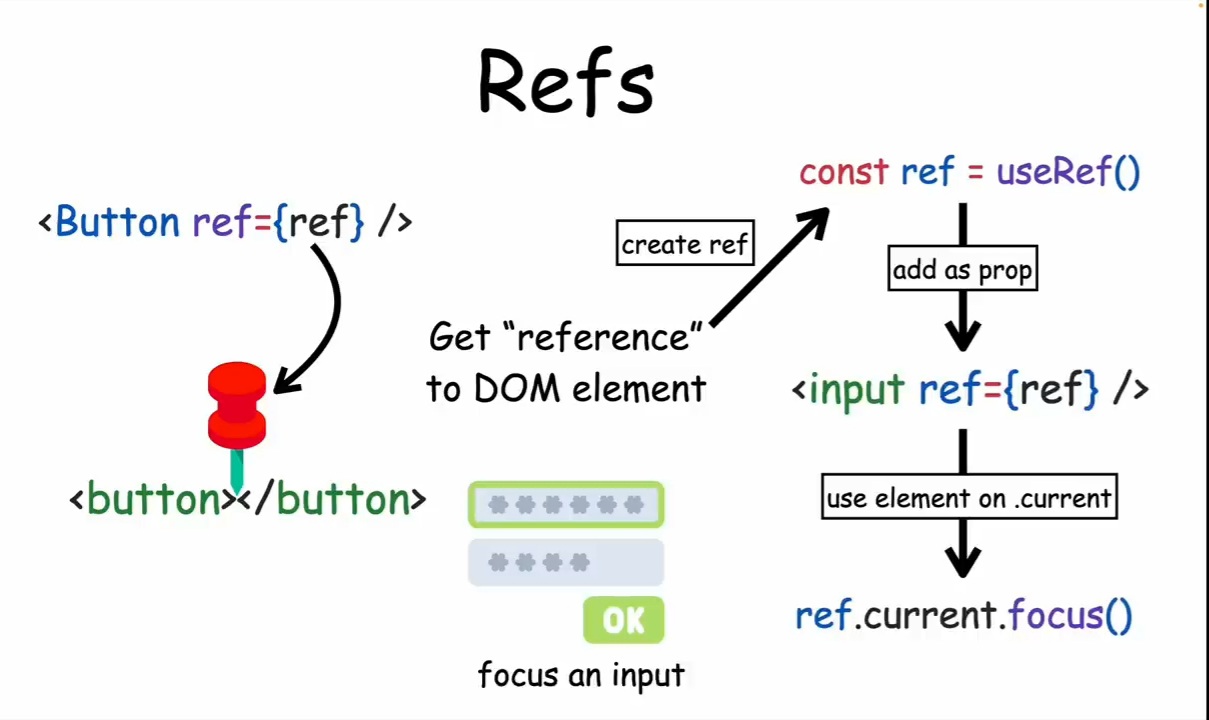 Refs
<Button ref={ref} />
<button></button>
Get “reference”
to DOM element
create ref
const ref = useRef()
add as prop
<input ref={ref} />
use element on .current
ref.current.focus()
******
****
OK
focus an input